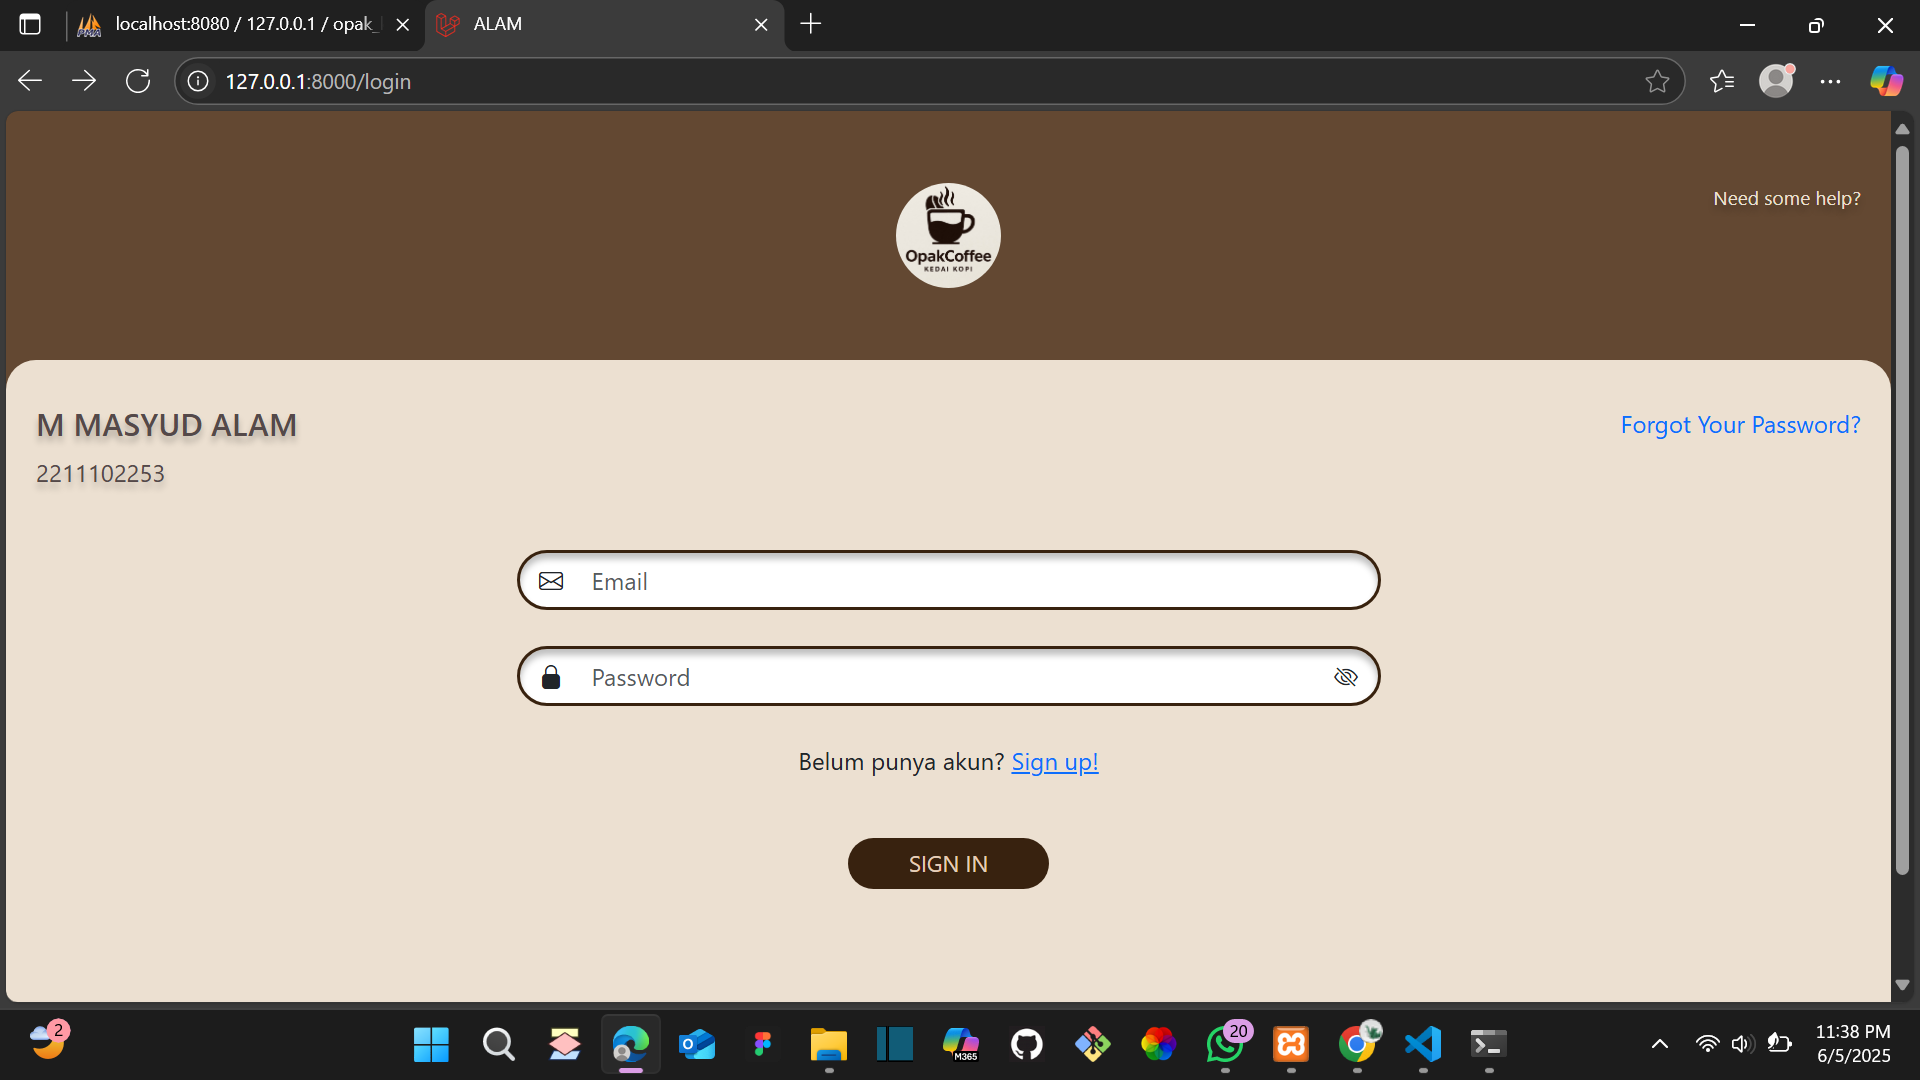 localhost:8080 / 127.0.0.1 / opak_
ALAM
127.0.0.1:8000/login
Need some help?
OpakCoffee
KEDAI KOPI
M MASYUD ALAM
Forgot Your Password?
2211102253
Email
Password
Belum punya akun? Sign up!
SIGN IN
2
M365
20
11:38 PM
6/5/2025